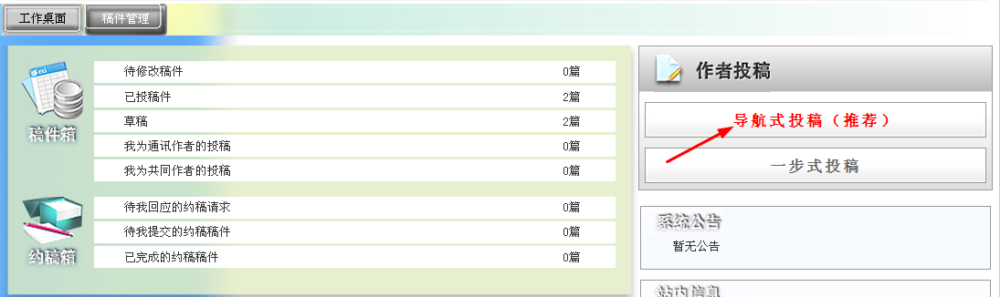 工作桌面 稿件管理
稿件箱
待修改稿件 0篇
已投稿件 2篇
草稿 2篇
我为通讯作者的投稿 0篇
我为共同作者的投稿 0篇
约稿箱
待我回应的约稿请求 0篇
待我提交的约稿稿件 0篇
已完成的约稿稿件 0篇
作者投稿
导航式投稿（推荐）
一步式投稿
系统公告
暂无公告
站内信息